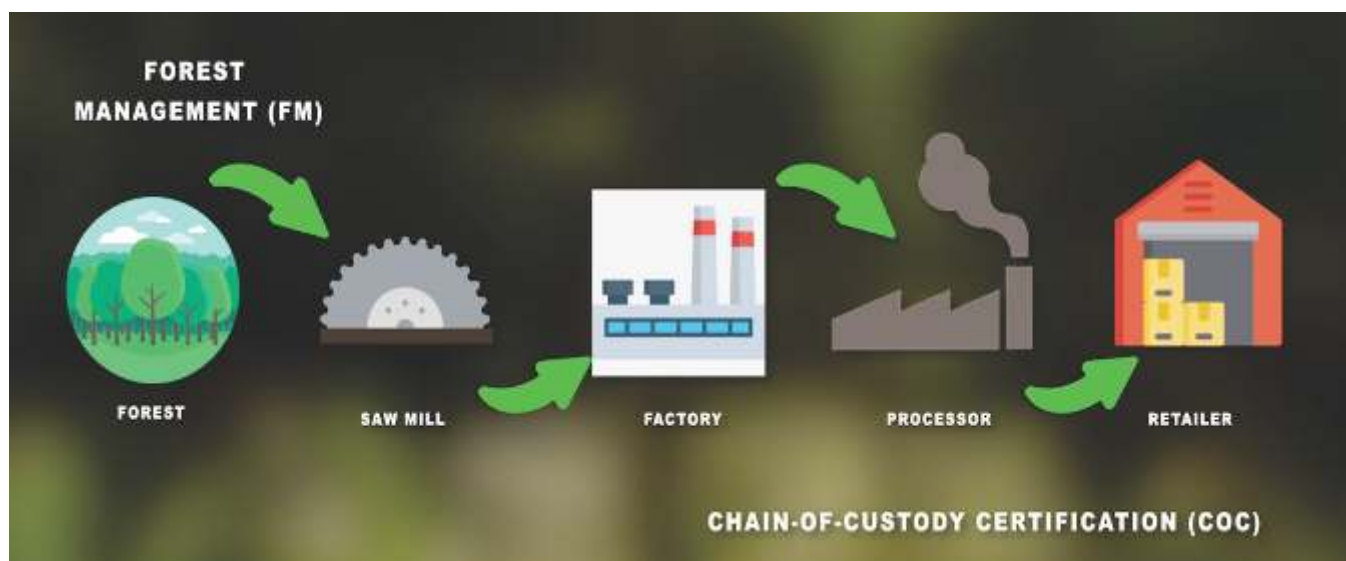 FOREST
MANAGEMENT (FM)
FOREST
SAW MILL
FACTORY
PROCESSOR
RETAILER
CHAIN-OF-CUSTODY CERTIFICATION (COC)